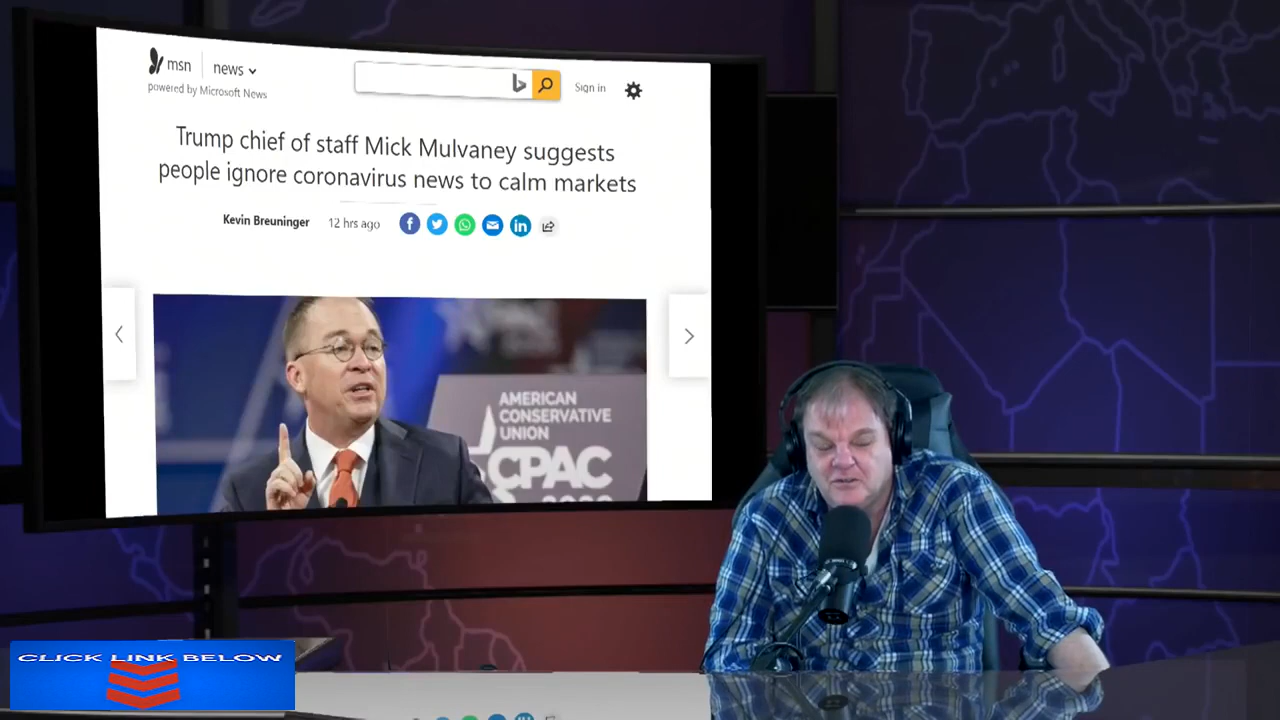 msn news
powered by Microsoft News
Sign in
Trump chief of staff Mick Mulvaney suggests
people ignore coronavirus news to calm markets
Kevin Breuninger 12 hrs ago
AMERICAN
CONSERVATIVE
UNION
CPAC
CLICK LINK BELOW